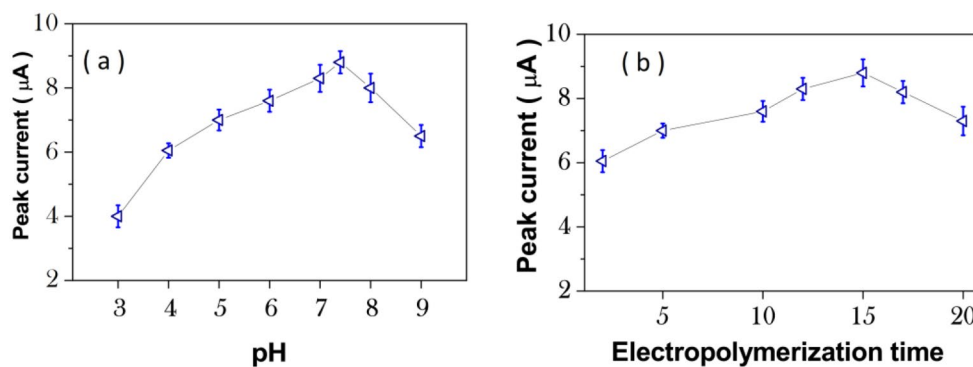 ( a )
Peak current ( μA )
10
8
6
4
2
3 4 5 6 7 8 9
pH
( b )
Peak current ( μA )
10
8
6
4
2
5 10 15 20
Electropolymerization time